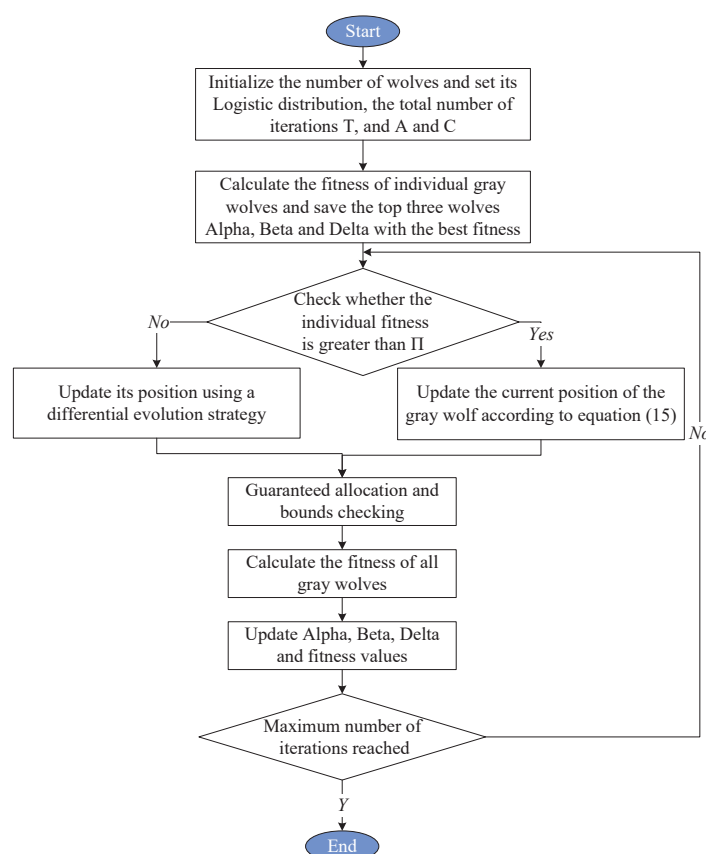 Start
Initialize the number of wolves and set its
Logistic distribution, the total number of
iterations T, and A and C
Calculate the fitness of individual gray
wolves and save the top three wolves
Alpha, Beta and Delta with the best fitness
Check whether the
individual fitness
is greater than Π
No
Yes
Update its position using a
differential evolution strategy
Update the current position of the
gray wolf according to equation (15)
No
Guaranteed allocation and
bounds checking
Calculate the fitness of all
gray wolves
Update Alpha, Beta, Delta
and fitness values
Maximum number of
iterations reached
Y
End